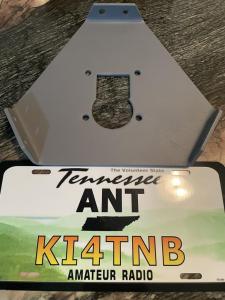 The Volunteer State
Tennessee
ANT
KI4TNB
AMATEUR RADIO